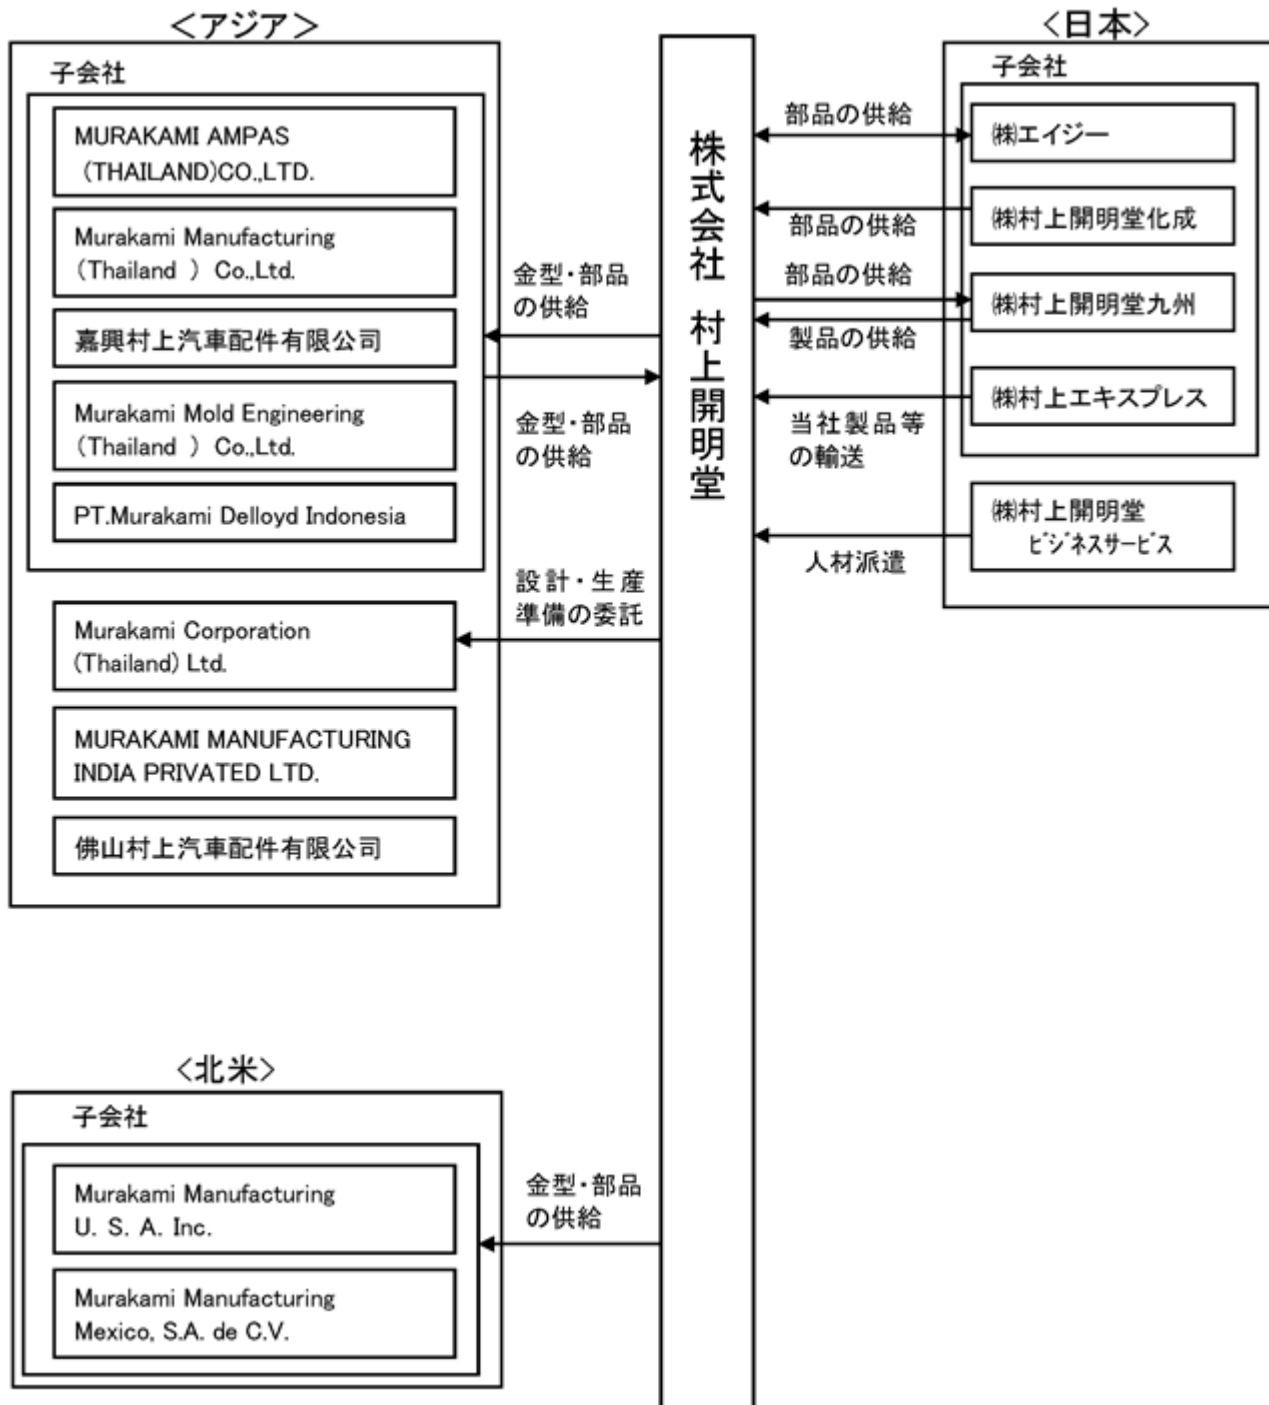 <アジア>
子会社
MURAKAMI AMPAS
(THAILAND)CO.,LTD.
Murakami Manufacturing
(Thailand ) Co.,Ltd.
嘉興村上汽車配件有限公司
Murakami Mold Engineering
(Thailand ) Co.,Ltd.
PT.Murakami Delloyd Indonesia
Murakami Corporation
(Thailand) Ltd.
MURAKAMI MANUFACTURING
INDIA PRIVATED LTD.
佛山村上汽車配件有限公司
金型・部品
の供給
金型・部品
の供給
設計・生産
準備の委託
株式会社 村上開明堂
<日本>
子会社
部品の供給
㈱エイジー
部品の供給
㈱村上開明堂化成
部品の供給
㈱村上開明堂九州
製品の供給
㈱村上エキスプレス
当社製品等
の輸送
㈱村上開明堂
ﾋﾞｼﾞﾈｽサービス
人材派遣
<北米>
子会社
Murakami Manufacturing
U. S. A. Inc.
Murakami Manufacturing
Mexico, S.A. de C.V.
金型・部品
の供給